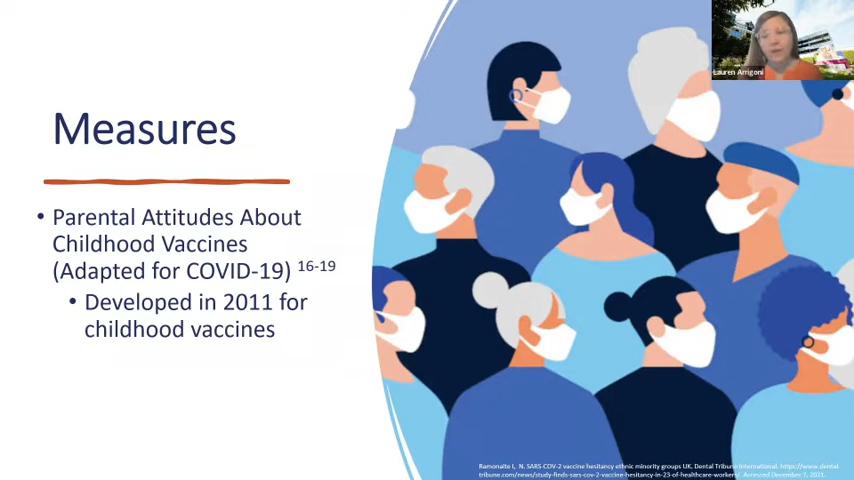 Lauren Arrigoni
Measures
• Parental Attitudes About
Childhood Vaccines
(Adapted for COVID-19) 16-19
• Developed in 2011 for
childhood vaccines
Ramonaite I, N. SARS-COV-2 vaccine hesitancy ethnic minority groups UK. Dental Tribune International. https://www.dental-
tribune.com/news/study-finds-sars-cov-2-vaccine-hesitancy-in-23-of-healthcare-workers/. Accessed December 7, 2021.